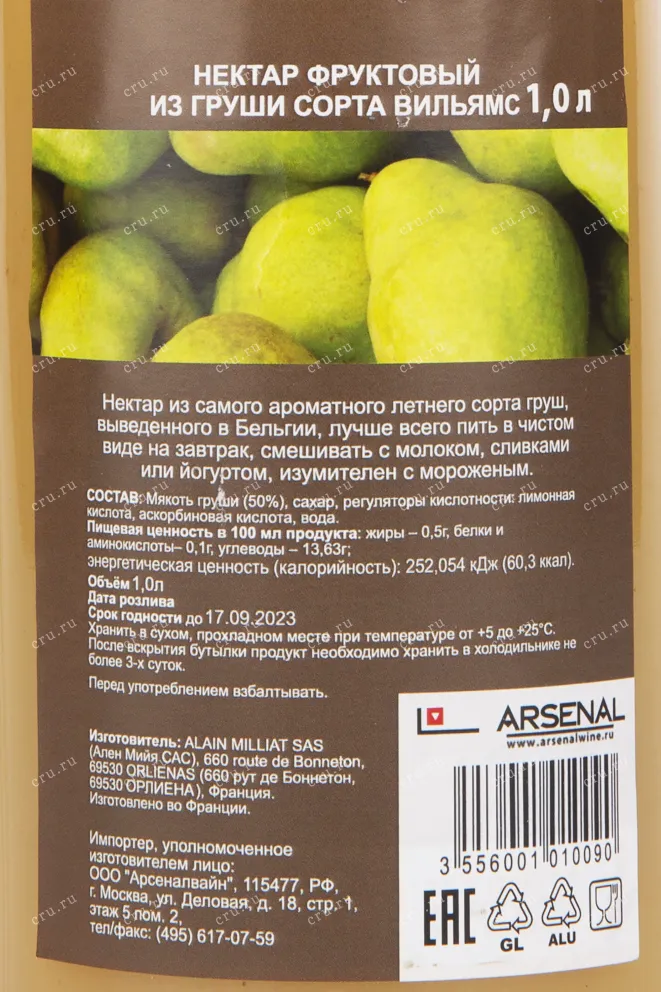 НЕКТАР ФРУКТОВЫЙ
ИЗ ГРУШИ СОРТА ВИЛЬЯМС 1,0 л
Нектар из самого ароматного летнего сорта груш,
выведенного в Бельгии, лучше всего пить в чистом
виде на завтрак, смешивать с молоком, сливками
или йогуртом, изумителен с мороженым.
СОСТАВ: Мякоть груши (50%), сахар, регуляторы кислотности: лимонная
кислота, аскорбиновая кислота, вода.
Пищевая ценность в 100 мл продукта: жиры – 0,5г, белки и
аминокислоты– 0,1г, углеводы – 13,63г;
энергетическая ценность (калорийность): 252,054 кДж (60,3 ккал).
Объём 1,0л
Дата розлива
Срок годности до 17.09.2023
Хранить в сухом, прохладном месте при температуре от +5 до +25°С.
После вскрытия бутылки продукт необходимо хранить в холодильнике не
более 3-х суток.
Перед употреблением взбалтывать.
Изготовитель: ALAIN MILLIAT SAS
(Ален Мийя САС), 660 route de Bonneton,
69530 ORLIENAS (660 рут де Боннетон,
69530 ОРЛИЕНА), Франция.
Изготовлено во Франции.
Импортер, уполномоченное
изготовителем лицо:
ООО "Арсеналвайн", 115477, РФ,
г. Москва, ул. Деловая, д. 18, стр. 1,
этаж 5 пом. 2,
тел/факс: (495) 617-07-59
ARSENAL
www.arsenalwine.ru
3 556001 010090
EAC
GL
ALU
cru.ru